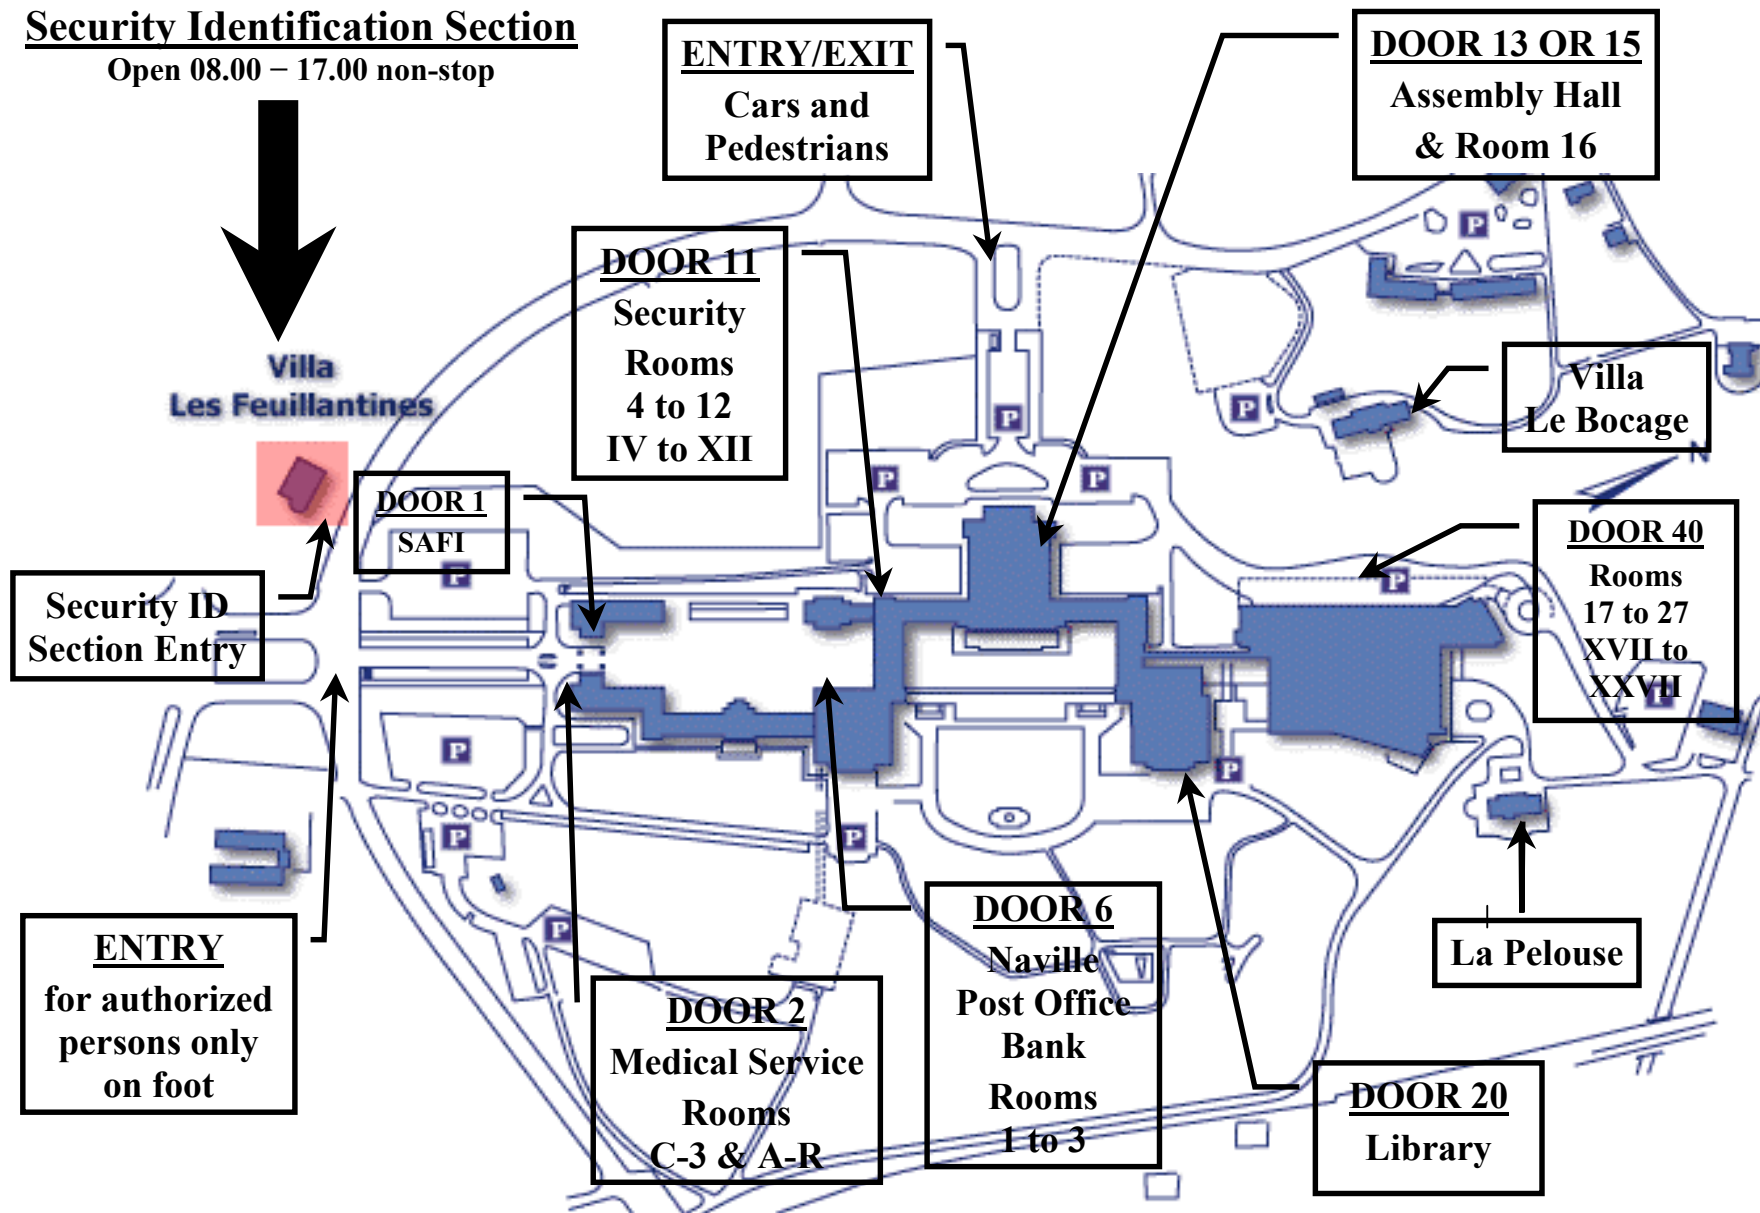 Security Identification Section
Open 08.00 – 17.00 non-stop
ENTRY/EXIT
Cars and
Pedestrians
DOOR 13 OR 15
Assembly Hall
& Room 16
DOOR 11
Security
Rooms
4 to 12
IV to XII
Villa
Les Feuillantines
Villa
Le Bocage
N
DOOR 1
SAFI
DOOR 40
Rooms
17 to 27
XVII to
XXVII
Security ID
Section Entry
ENTRY
for authorized
persons only
on foot
DOOR 2
Medical Service
Rooms
C-3 & A-R
DOOR 6
Naville
Post Office
Bank
Rooms
1 to 3
La Pelouse
DOOR 20
Library
P
P
P
P
P
P
P
P
P
P
P
P
P